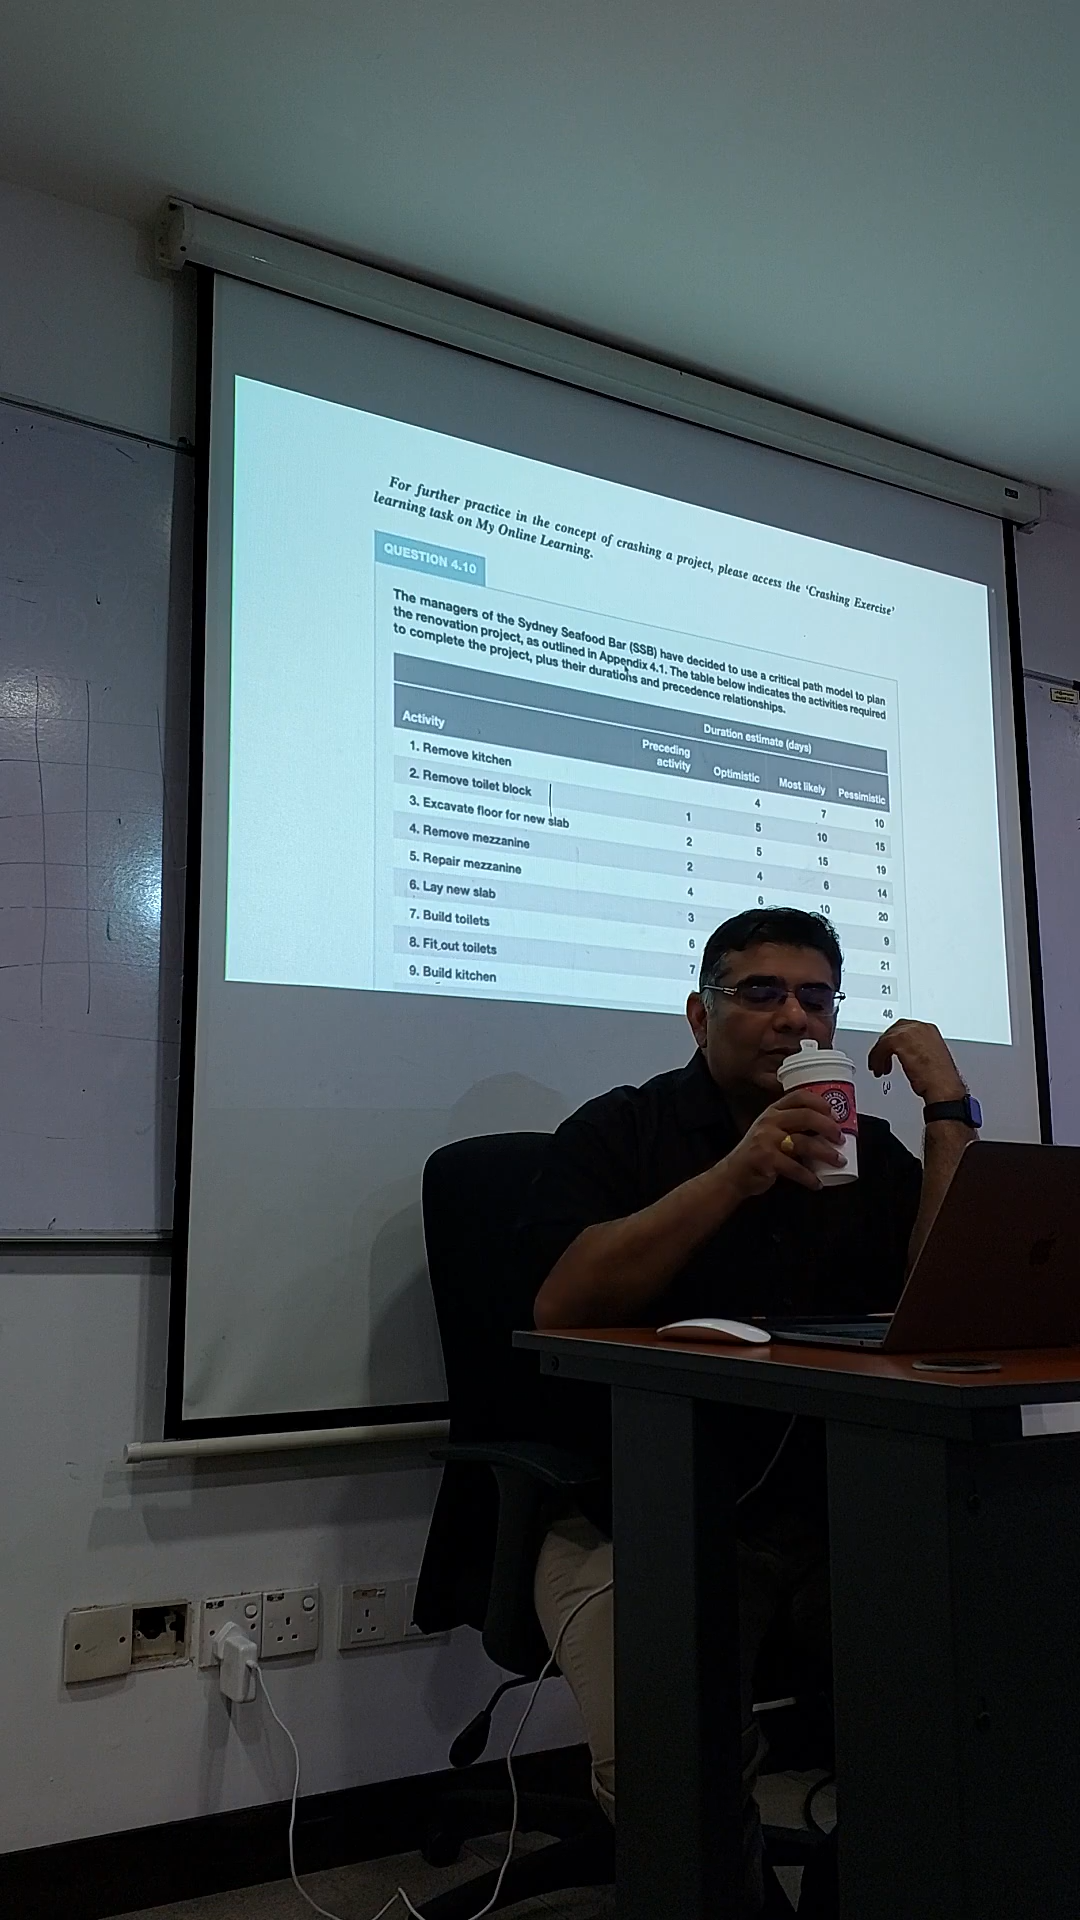 For further practice in the concept of crashing a project, please access the ‘Crashing Exercise’
learning task on My Online Learning.
QUESTION 4.10
The managers of the Sydney Seafood Bar (SSB) have decided to use a critical path model to plan
the renovation project, as outlined in Appendix 4.1. The table below indicates the activities required
to complete the project, plus their durations and precedence relationships.
Duration estimate (days)
Activity Preceding activity Optimistic Most likely Pessimistic
1. Remove kitchen 4 7 10
2. Remove toilet block 1 5 10 15
3. Excavate floor for new slab 2 5 15 19
4. Remove mezzanine 2 4 6 14
5. Repair mezzanine 4 6 10 20
6. Lay new slab 3 9
7. Build toilets 6 21
8. Fit out toilets 7 21
9. Build kitchen 46